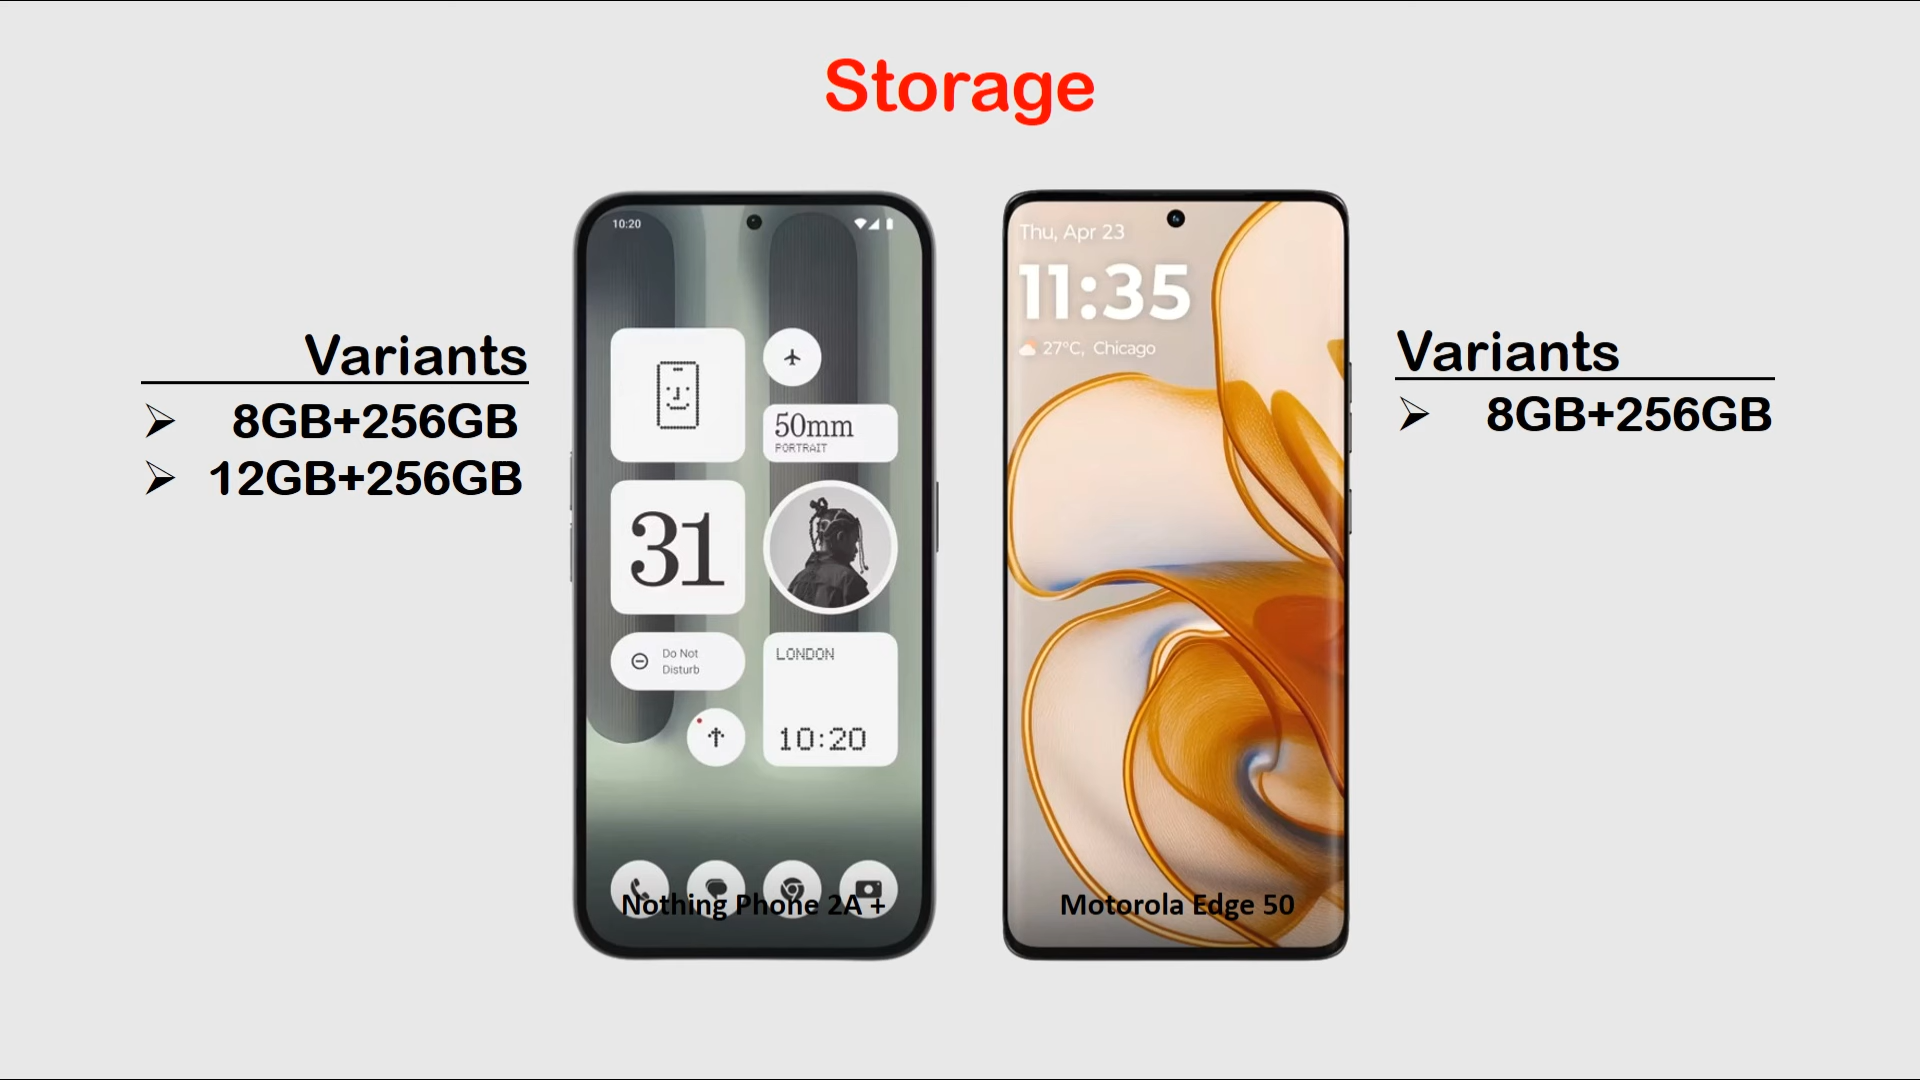 Storage
Variants
➢ 8GB+256GB
➢ 12GB+256GB
10:20
50mm
PORTRAIT
31
Do Not
Disturb
LONDON
10:20
Nothing Phone 2A +
Thu, Apr 23
11:35
27°C, Chicago
Motorola Edge 50
Variants
➢ 8GB+256GB